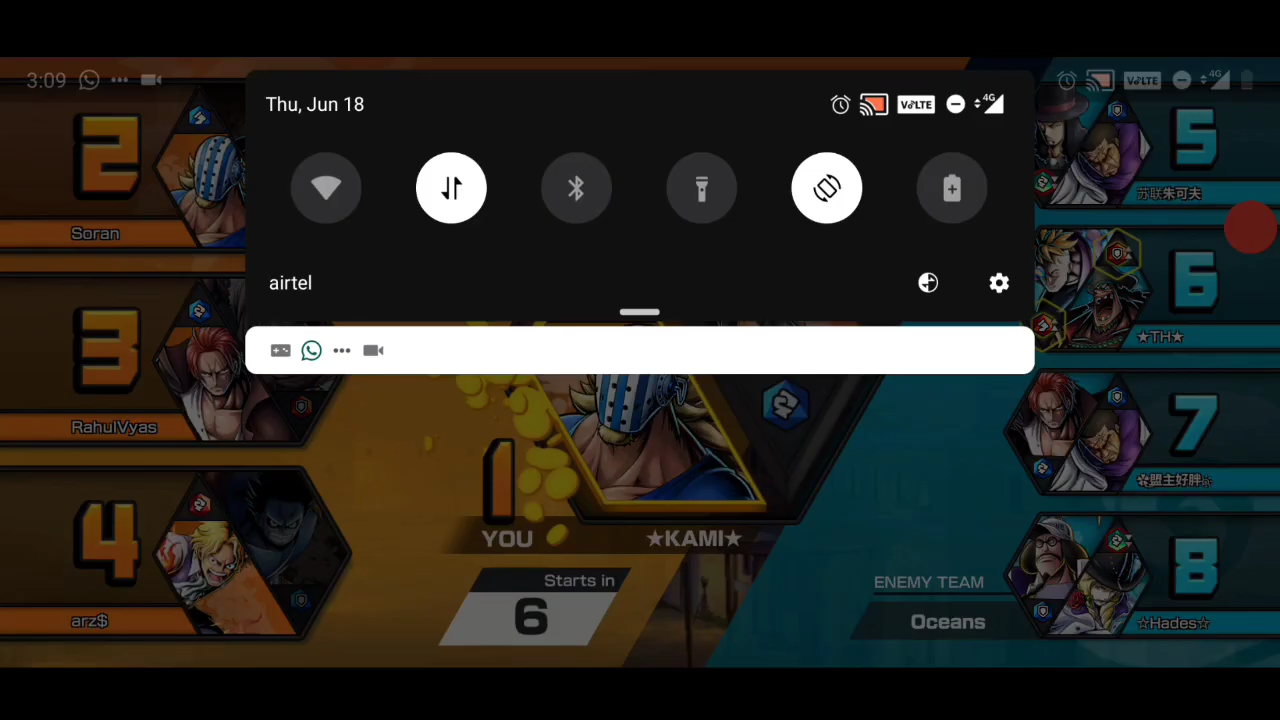 3:09
VoLTE
4G
Thu, Jun 18
VoLTE
4G
airtel
2
Soran
3
RahulVyas
4
arz$
1
YOU
★KAMI★
Starts in
6
ENEMY TEAM
Oceans
5
苏联朱可夫
6
★TH★
7
盟主好胖
8
☆Hades☆